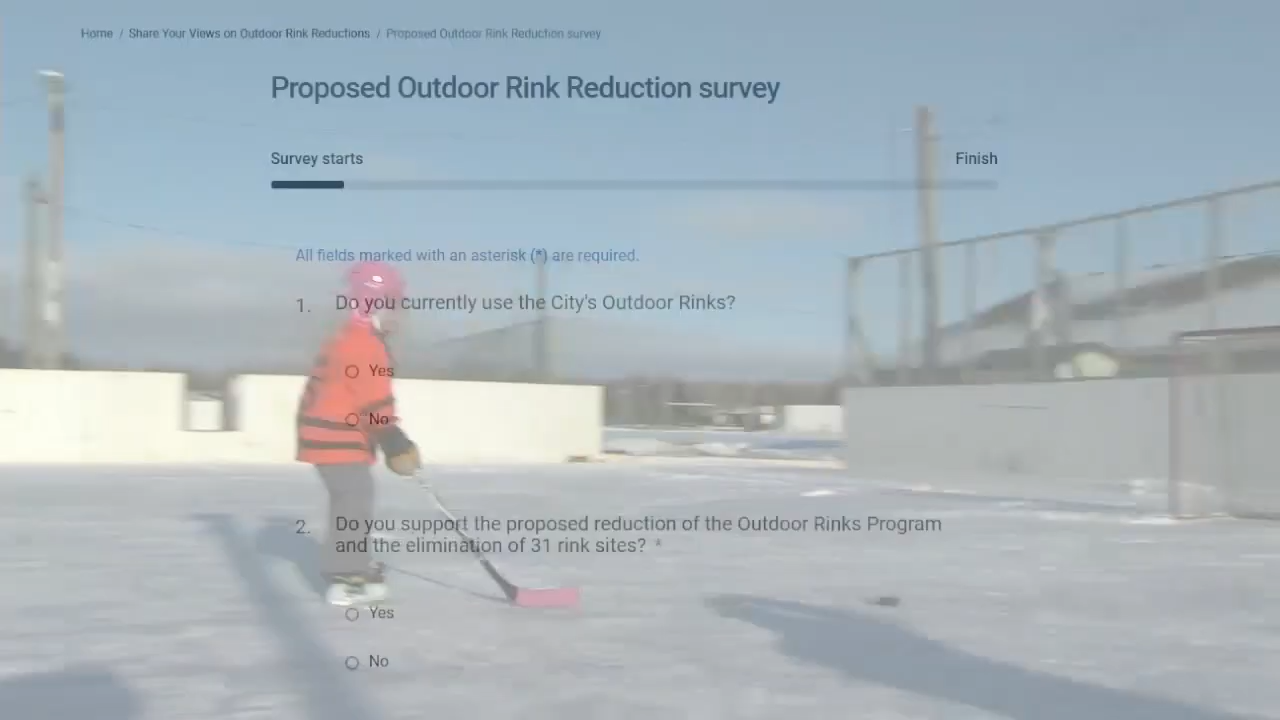 Home / Share Your Views on Outdoor Rink Reductions / Proposed Outdoor Rink Reduction survey
Proposed Outdoor Rink Reduction survey
Survey starts Finish
All fields marked with an asterisk (*) are required.
1. Do you currently use the City's Outdoor Rinks?
Yes
No
2. Do you support the proposed reduction of the Outdoor Rinks Program
and the elimination of 31 rink sites? *
Yes
No